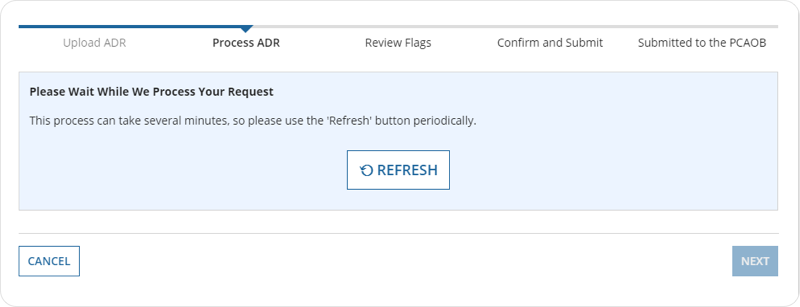 Upload ADR Process ADR Review Flags Confirm and Submit Submitted to the PCAOB
Please Wait While We Process Your Request
This process can take several minutes, so please use the 'Refresh' button periodically.
REFRESH
CANCEL NEXT